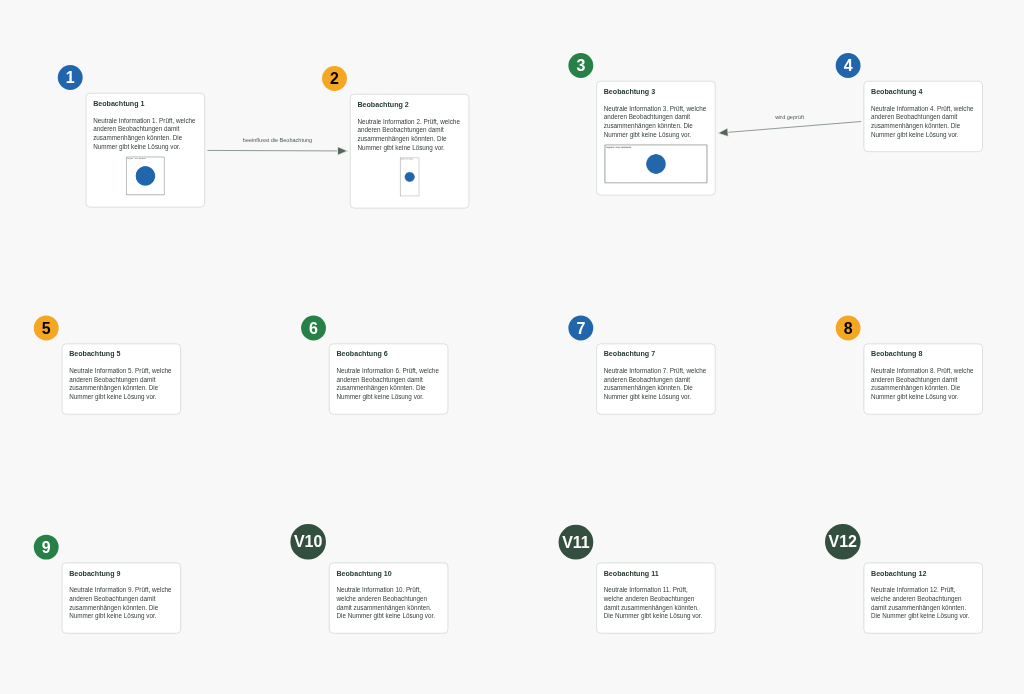 1
Beobachtung 1
Neutrale Information 1. Prüft, welche
anderen Beobachtungen damit
zusammenhängen könnten. Die
Nummer gibt keine Lösung vor.
beeinflusst die Beobachtung
2
Beobachtung 2
Neutrale Information 2. Prüft, welche
anderen Beobachtungen damit
zusammenhängen könnten. Die
Nummer gibt keine Lösung vor.
3
Beobachtung 3
Neutrale Information 3. Prüft, welche
anderen Beobachtungen damit
zusammenhängen könnten. Die
Nummer gibt keine Lösung vor.
wird geprüft
4
Beobachtung 4
Neutrale Information 4. Prüft, welche
anderen Beobachtungen damit
zusammenhängen könnten. Die
Nummer gibt keine Lösung vor.
5
Beobachtung 5
Neutrale Information 5. Prüft, welche
anderen Beobachtungen damit
zusammenhängen könnten. Die
Nummer gibt keine Lösung vor.
6
Beobachtung 6
Neutrale Information 6. Prüft, welche
anderen Beobachtungen damit
zusammenhängen könnten. Die
Nummer gibt keine Lösung vor.
7
Beobachtung 7
Neutrale Information 7. Prüft, welche
anderen Beobachtungen damit
zusammenhängen könnten. Die
Nummer gibt keine Lösung vor.
8
Beobachtung 8
Neutrale Information 8. Prüft, welche
anderen Beobachtungen damit
zusammenhängen könnten. Die
Nummer gibt keine Lösung vor.
9
Beobachtung 9
Neutrale Information 9. Prüft, welche
anderen Beobachtungen damit
zusammenhängen könnten. Die
Nummer gibt keine Lösung vor.
V10
Beobachtung 10
Neutrale Information 10. Prüft,
welche anderen Beobachtungen
damit zusammenhängen könnten.
Die Nummer gibt keine Lösung vor.
V11
Beobachtung 11
Neutrale Information 11. Prüft,
welche anderen Beobachtungen
damit zusammenhängen könnten.
Die Nummer gibt keine Lösung vor.
V12
Beobachtung 12
Neutrale Information 12. Prüft,
welche anderen Beobachtungen
damit zusammenhängen könnten.
Die Nummer gibt keine Lösung vor.